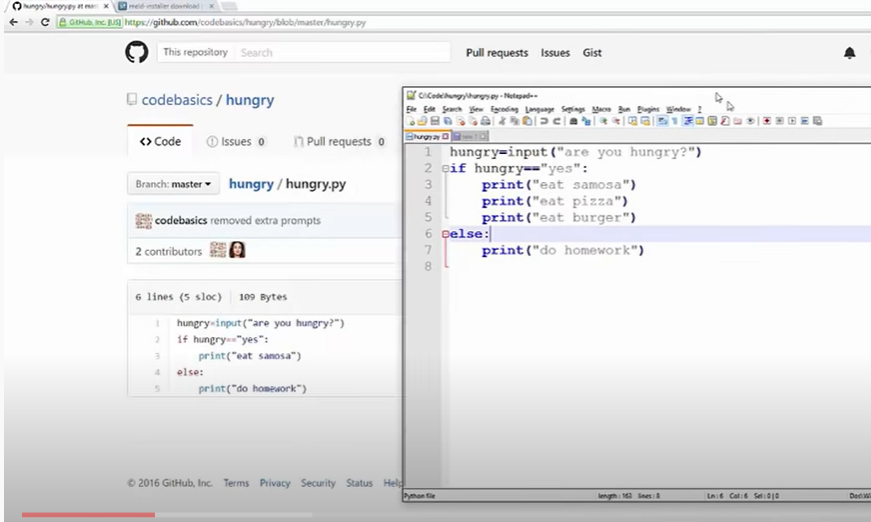 hungry/hungry.py at mast
meld-installer download
GitHub, Inc. [US] https://github.com/codebasics/hungry/blob/master/hungry.py
This repository Search
Pull requests Issues Gist
codebasics / hungry
<> Code Issues 0 Pull requests 0
Branch: master hungry / hungry.py
codebasics removed extra prompts
2 contributors
6 lines (5 sloc) 109 Bytes
1 hungry=input("are you hungry?")
2 if hungry=="yes":
3 print("eat samosa")
4 else:
5 print("do homework")
© 2016 GitHub, Inc. Terms Privacy Security Status Help
C:\Code\hungry\hungry.py - Notepad++
File Edit Search View Encoding Language Settings Macro Run Plugins Window ?
hungry.py
1 hungry=input("are you hungry?")
2 if hungry=="yes":
3 print("eat samosa")
4 print("eat pizza")
5 print("eat burger")
6 else:
7 print("do homework")
8
Python file length : 163 lines : 8 Ln : 6 Col : 6 Sel : 0 | 0